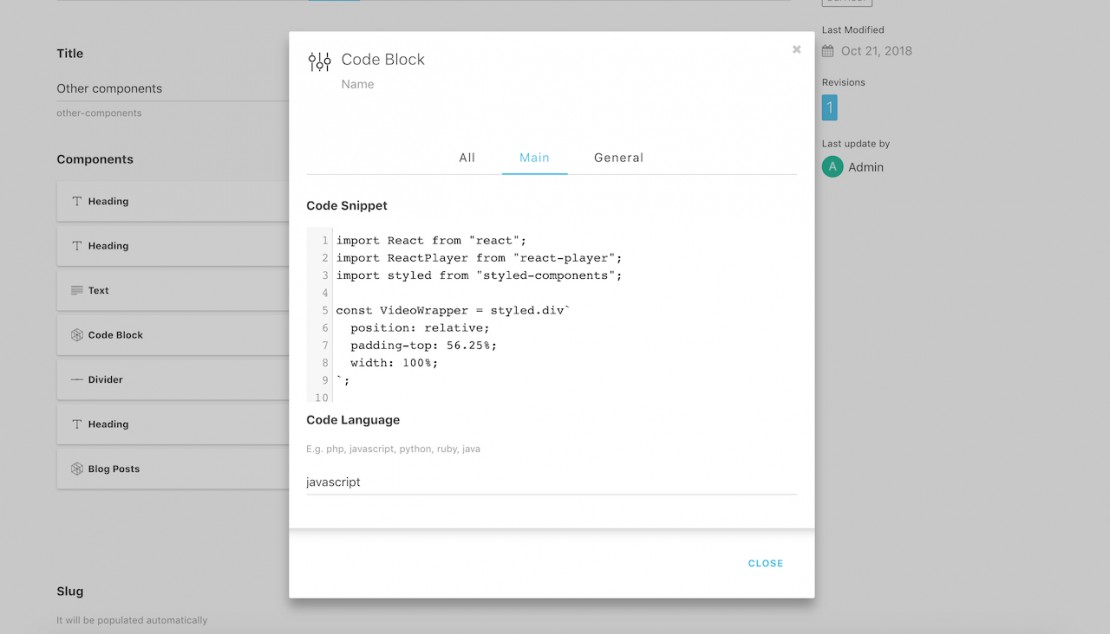 Title
Other components
other-components
Components
Heading
Heading
Text
Code Block
Divider
Heading
Blog Posts
Slug
It will be populated automatically
Code Block
Name
All
Main
General
Code Snippet
1 import React from "react";
2 import ReactPlayer from "react-player";
3 import styled from "styled-components";
4
5 const VideoWrapper = styled.div`
6   position: relative;
7   padding-top: 56.25%;
8   width: 100%;
9 `;
10
Code Language
E.g. php, javascript, python, ruby, java
javascript
CLOSE
Last Modified
Oct 21, 2018
Revisions
1
Last update by
A Admin